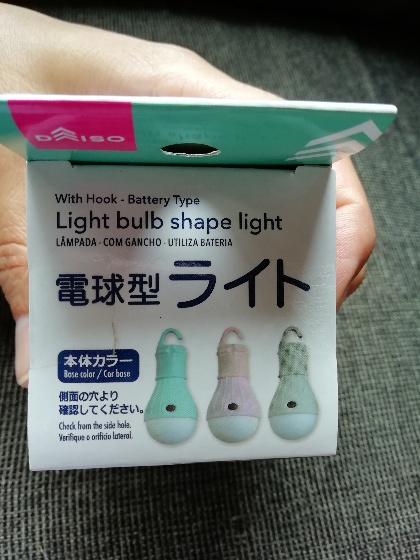 DAISO
With Hook - Battery Type
Light bulb shape light
LÂMPADA - COM GANCHO - UTILIZA BATERIA
電球型ライト
本体カラー
Base color / Cor base
側面の穴より
確認してください。
Check from the side hole.
Verifique o orifício lateral.